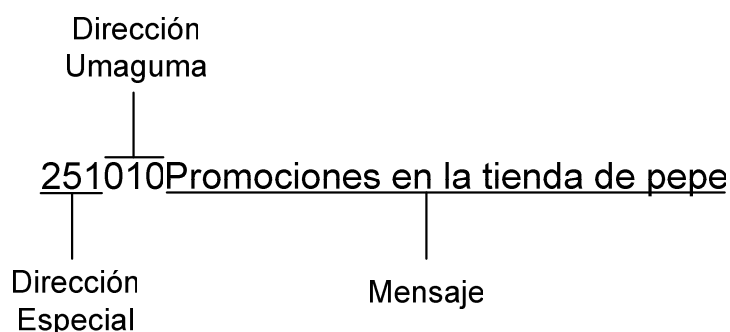 Dirección
Umaguma
251010Promociones en la tienda de pepe
Dirección
Especial
Mensaje